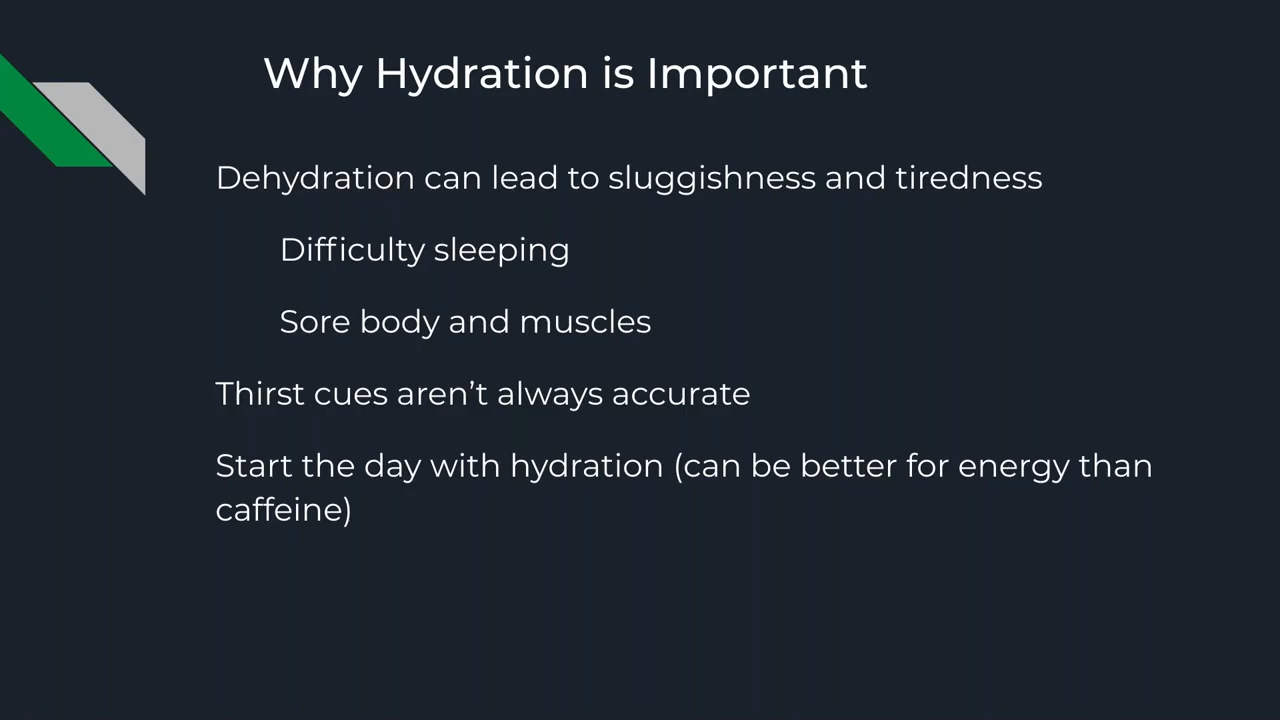 Why Hydration is Important
Dehydration can lead to sluggishness and tiredness
Difficulty sleeping
Sore body and muscles
Thirst cues aren’t always accurate
Start the day with hydration (can be better for energy than
caffeine)